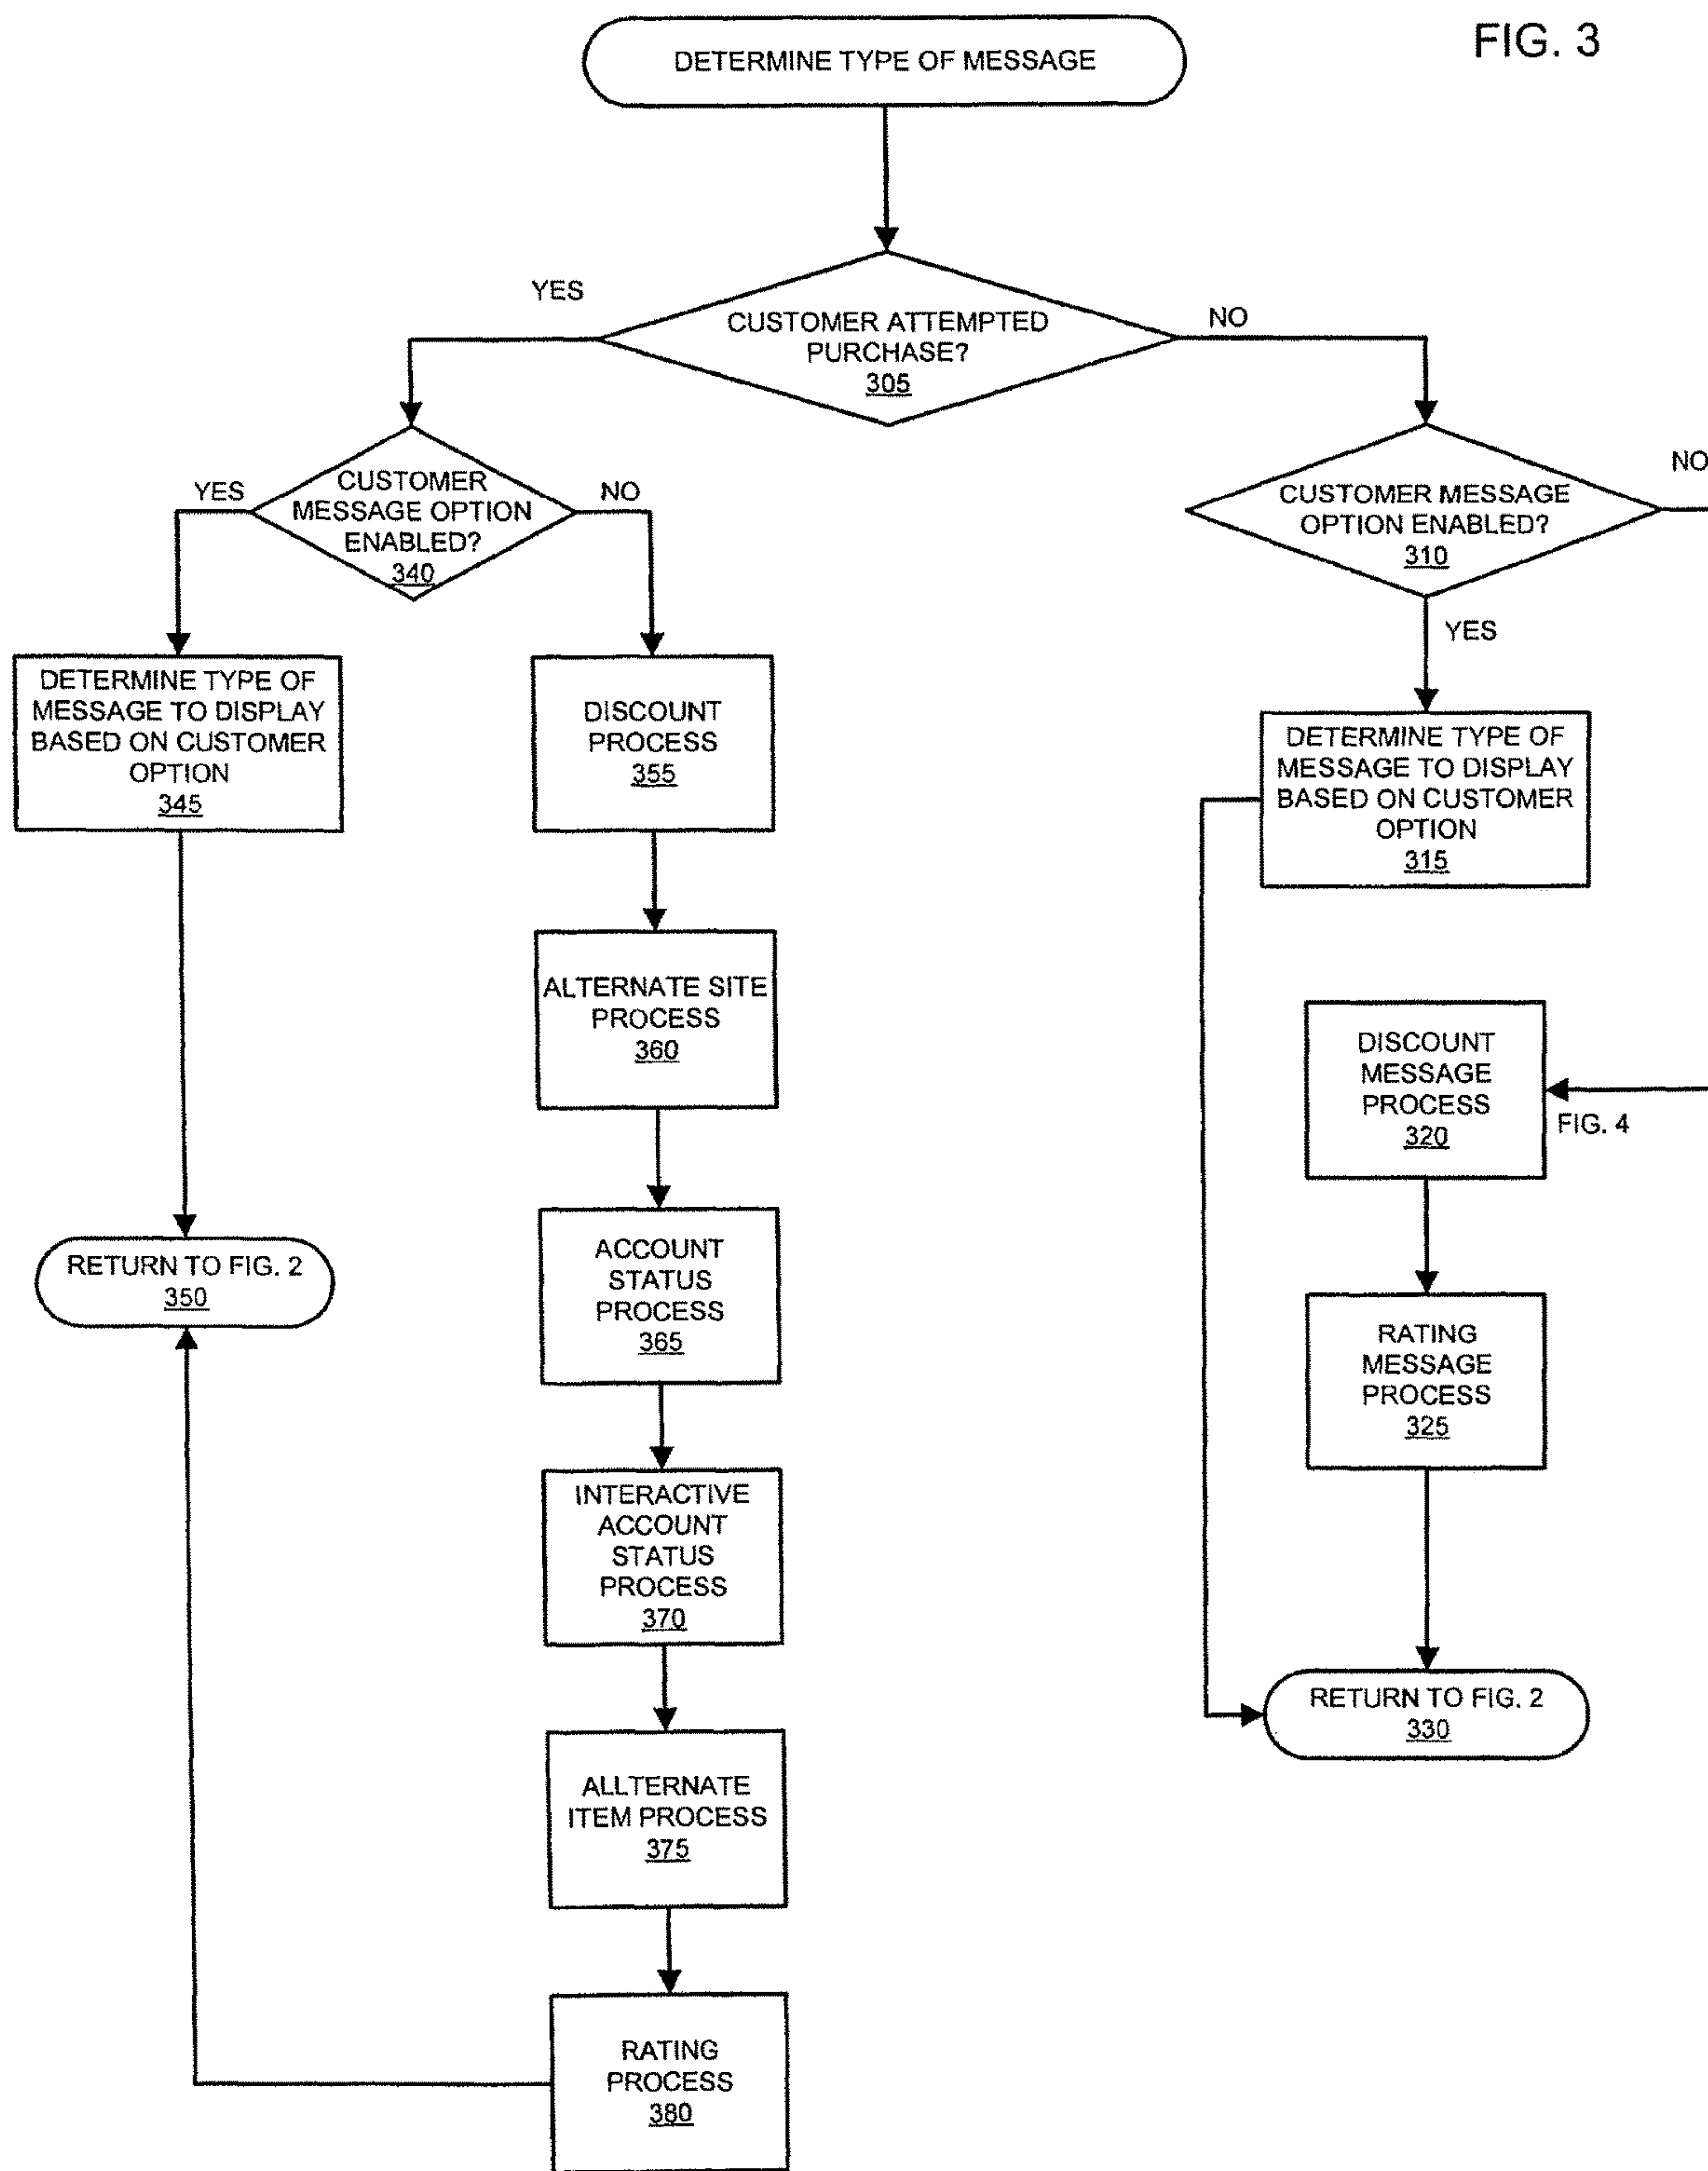 FIG. 3
DETERMINE TYPE OF MESSAGE
YES
CUSTOMER ATTEMPTED
PURCHASE?
305
NO
YES
CUSTOMER
MESSAGE OPTION
ENABLED?
340
NO
CUSTOMER MESSAGE
OPTION ENABLED?
310
NO
YES
DETERMINE TYPE OF
MESSAGE TO DISPLAY
BASED ON CUSTOMER
OPTION
345
DISCOUNT
PROCESS
355
DETERMINE TYPE OF
MESSAGE TO DISPLAY
BASED ON CUSTOMER
OPTION
315
ALTERNATE SITE
PROCESS
360
DISCOUNT
MESSAGE
PROCESS
320
FIG. 4
ACCOUNT
STATUS
PROCESS
365
RETURN TO FIG. 2
350
RATING
MESSAGE
PROCESS
325
INTERACTIVE
ACCOUNT
STATUS
PROCESS
370
RETURN TO FIG. 2
330
ALLTERNATE
ITEM PROCESS
375
RATING
PROCESS
380